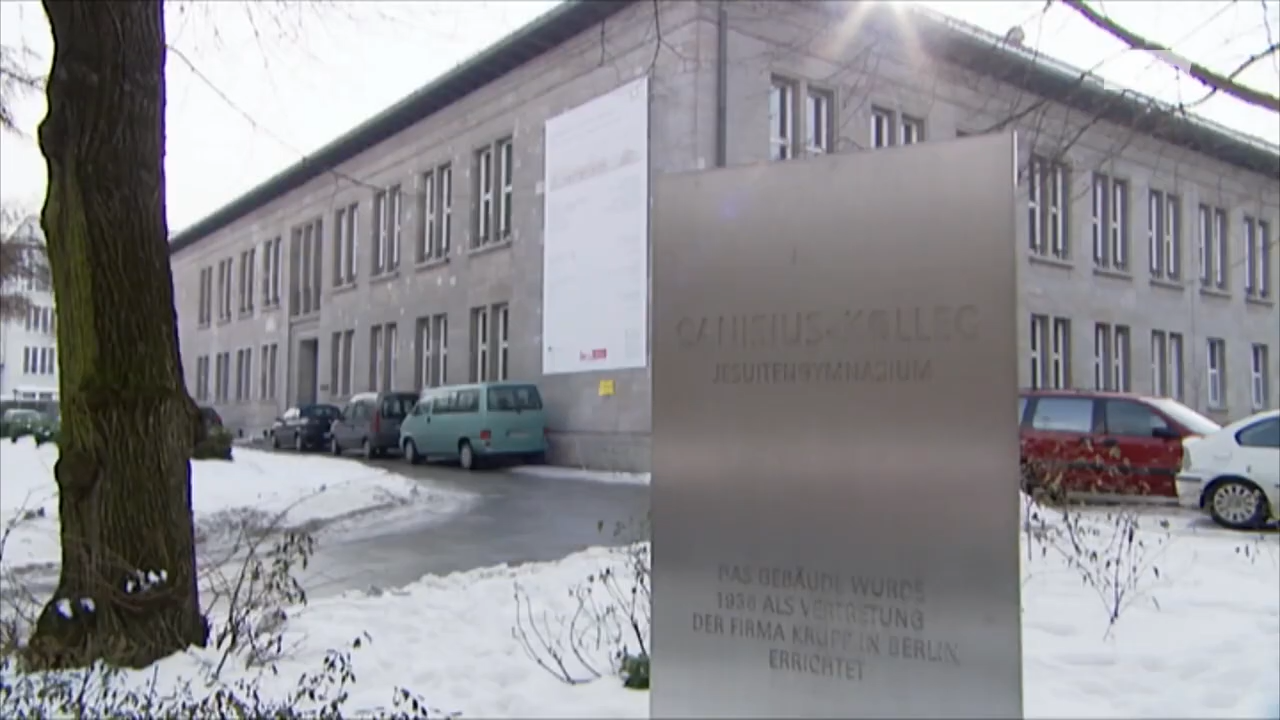 CANISIUS-KOLLEG
JESUITENGYMNASIUM
DAS GEBÄUDE WURDE
1938 ALS VERTRETUNG
DER FIRMA KRUPP IN BERLIN
ERRICHTET